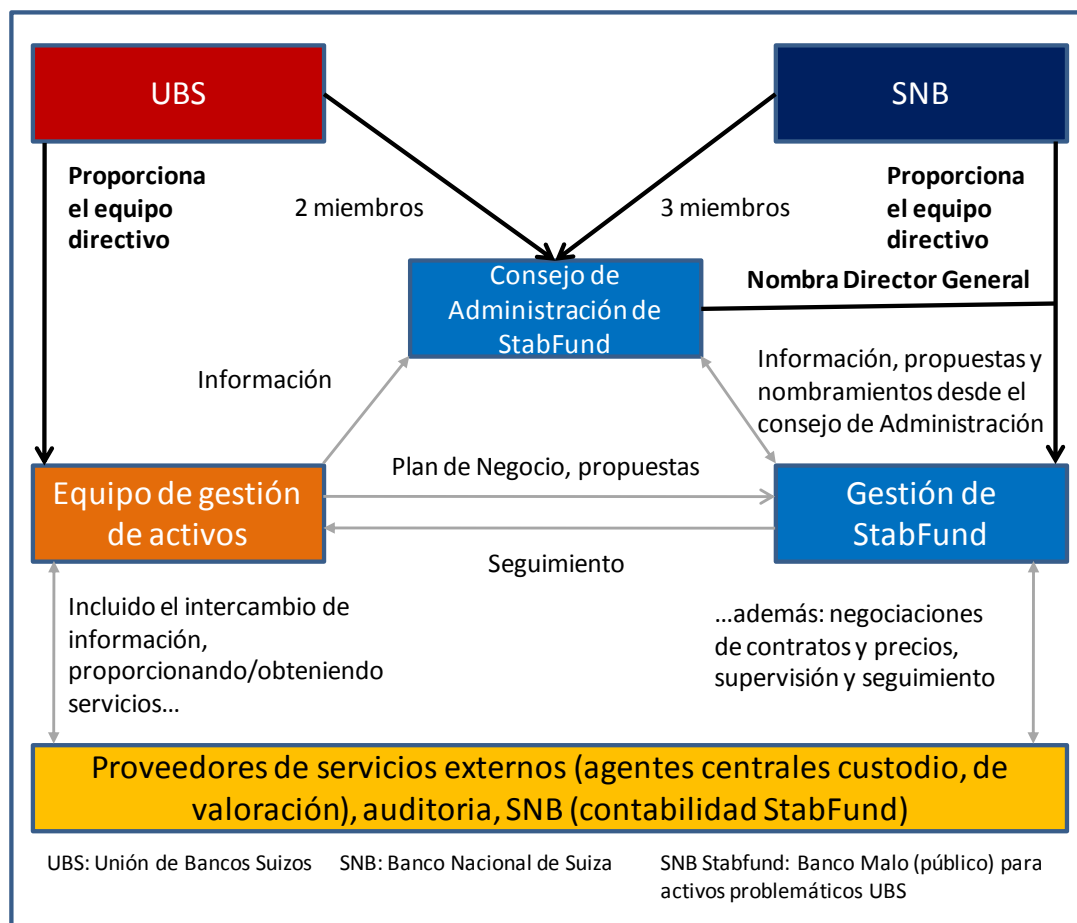 UBS
SNB
Proporciona
el equipo
directivo
2 miembros
3 miembros
Proporciona
el equipo
directivo
Consejo de
Administración de
StabFund
Nombra Director General
Información
Información, propuestas y
nombramientos desde el
consejo de Administración
Plan de Negocio, propuestas
Equipo de gestión
de activos
Gestión de
StabFund
Seguimiento
Incluido el intercambio de
información,
proporcionando/obteniendo
servicios...
...además: negociaciones
de contratos y precios,
supervisión y seguimiento
Proveedores de servicios externos (agentes centrales custodio, de
valoración), auditoria, SNB (contabilidad StabFund)
UBS: Unión de Bancos Suizos
SNB: Banco Nacional de Suiza
SNB Stabfund: Banco Malo (público) para
activos problemáticos UBS